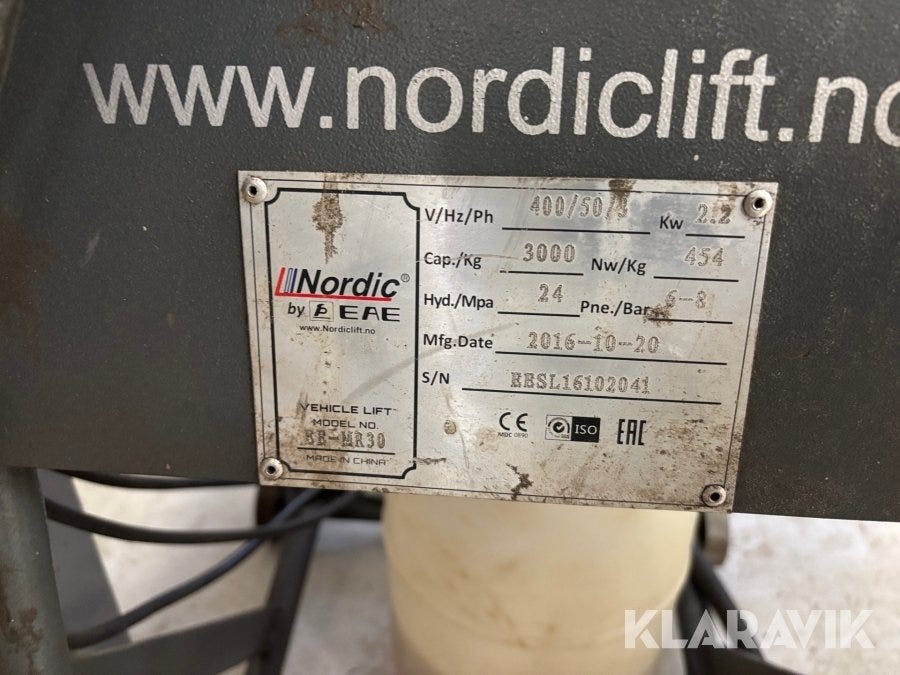 www.nordiclift.no
V/Hz/Ph 400/50/3 Kw 2.2
Cap./Kg 3000 Nw/Kg 454
Hyd./Mpa 24 Pne./Bar 6-8
Mfg.Date 2016-10-20
S/N EBSL16102041
Nordic®
by EAE
www.Nordiclift.no
VEHICLE LIFT
MODEL NO.
EE-MR30
MADE IN CHINA
CE ISO EAC
MDC 0890
KLARAVIK